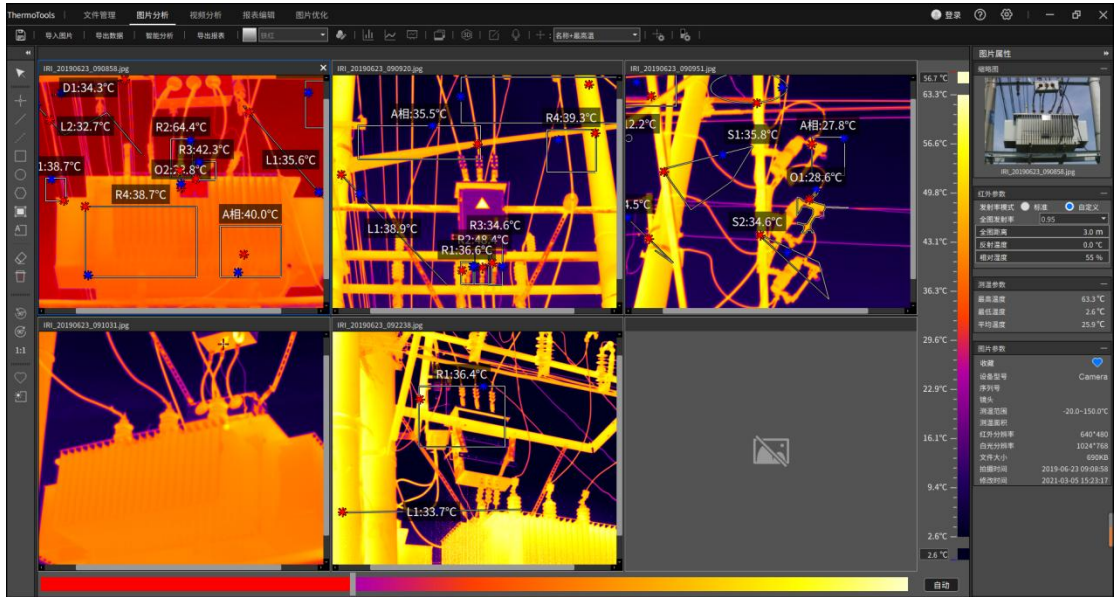 ThermoTools 文件管理 图片分析 视频分析 报表编辑 图片优化 登录
导入图片 导出数据 智能分析 导出报表 铁红 3D 名称+最高温
IRI_20190623_090858.jpg
D1:34.3°C
L2:32.7°C
R2:64.4°C
R3:42.3°C
L1:35.6°C
1:38.7°C
R4:38.7°C
A相:40.0°C
IRI_20190623_090920.jpg
A相:35.5°C
R4:39.3°C
L1:38.9°C
R3:34.6°C
R2:48.4°C
R1:36.6°C
IRI_20190623_090951.jpg
2.2°C
S1:35.8°C
A相:27.8°C
O1:28.6°C
4.5°C
S2:34.6°C
IRI_20190623_091031.jpg
IRI_20190623_092238.jpg
R1:36.4°C
L1:33.7°C
56.7 °C
63.3°C
56.6°C
49.8°C
43.1°C
36.3°C
29.6°C
22.9°C
16.1°C
9.4°C
2.6°C
2.6 °C
自动
1:1
图片属性
缩略图
IRI_20190623_090858.jpg
红外参数
发射率模式 标准 自定义
全图发射率 0.95
全图距离 3.0 m
反射温度 0.0 °C
相对湿度 55 %
测温参数
最高温度 63.3°C
最低温度 2.6°C
平均温度 25.9°C
图片参数
收藏
设备型号 Camera
序列号
镜头
测温范围 -20.0~150.0°C
测温面积
红外分辨率 640*480
白光分辨率 1024*768
文件大小 690KB
拍摄时间 2019-06-23 09:08:58
修改时间 2021-03-05 15:23:17